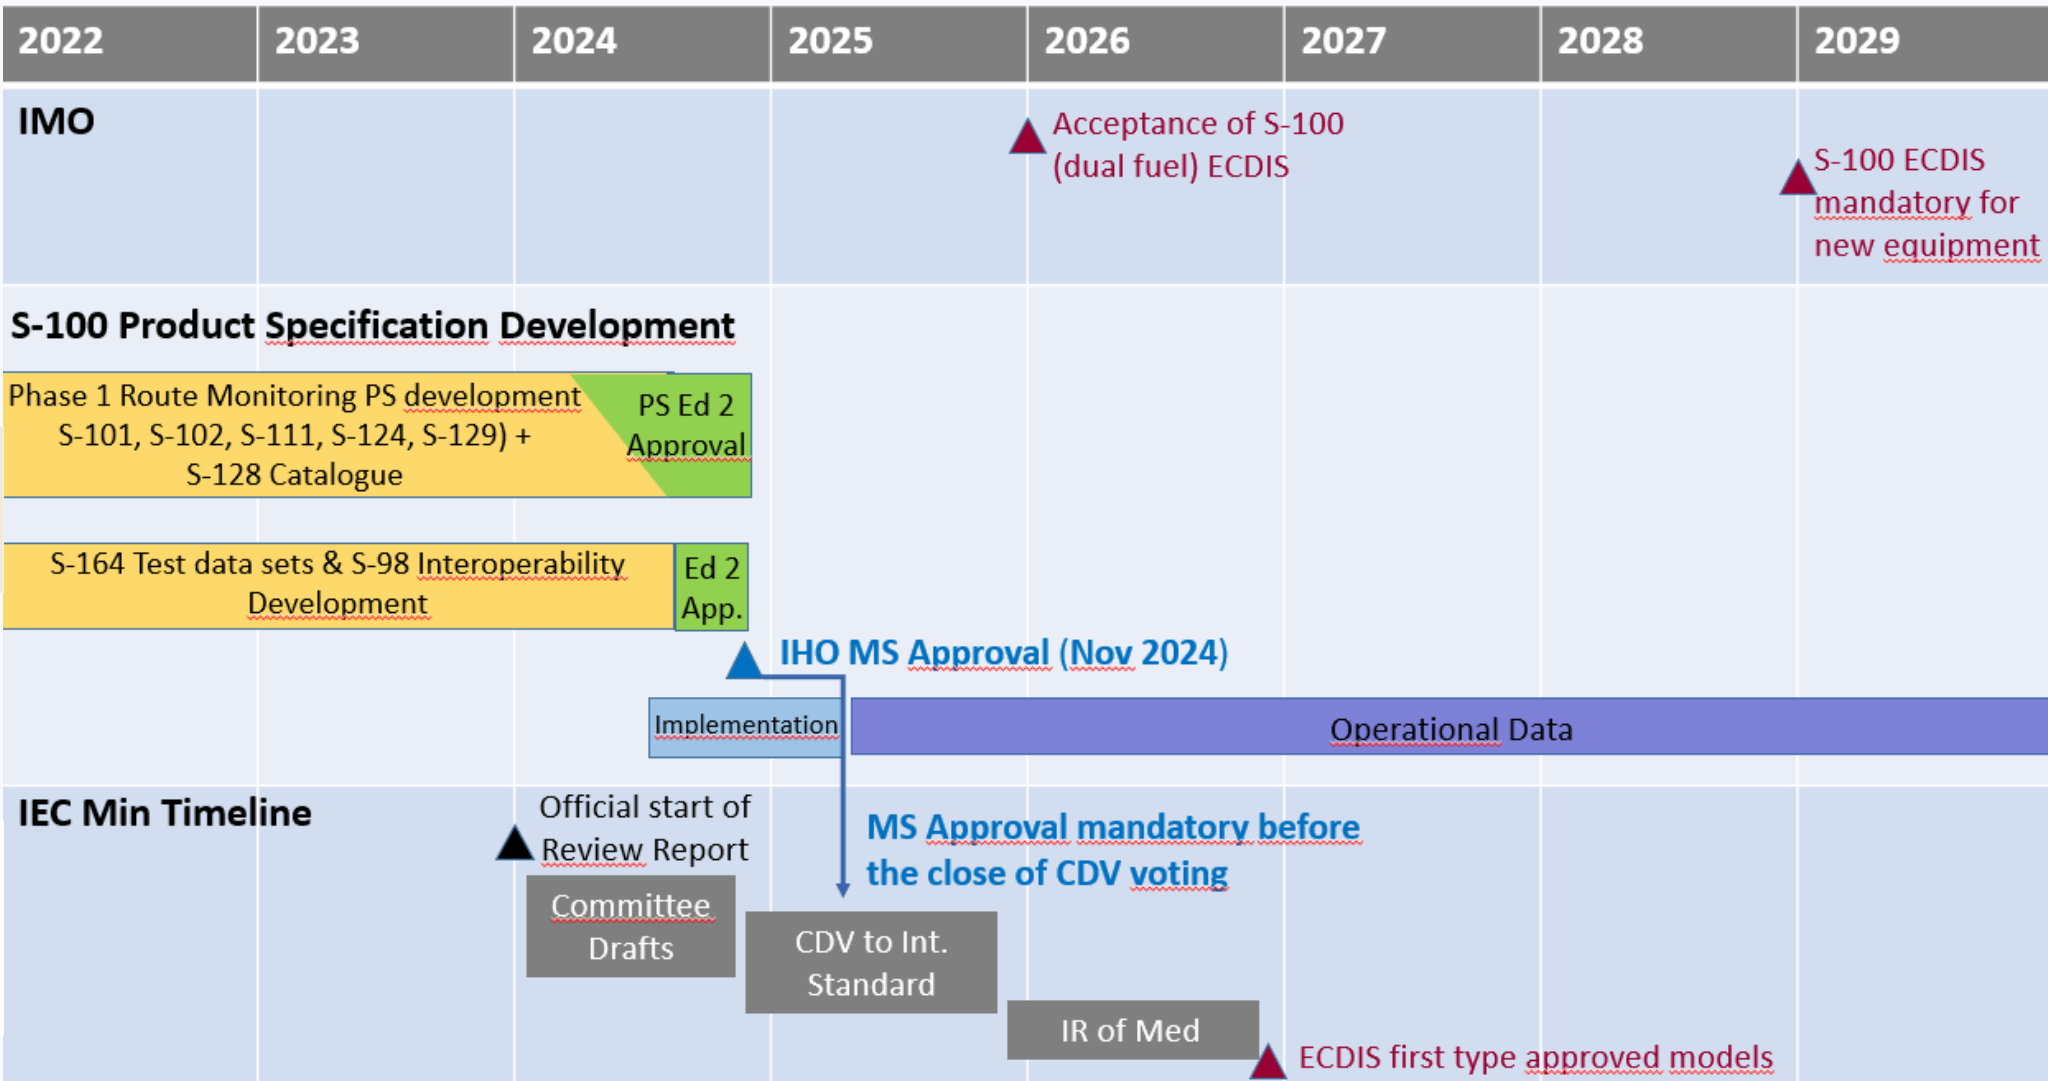 2022 2023 2024 2025 2026 2027 2028 2029
IMO
Acceptance of S-100
(dual fuel) ECDIS
S-100 ECDIS
mandatory for
new equipment
S-100 Product Specification Development
Phase 1 Route Monitoring PS development
S-101, S-102, S-111, S-124, S-129) +
S-128 Catalogue
PS Ed 2
Approval
S-164 Test data sets & S-98 Interoperability
Development
Ed 2
App.
IHO MS Approval (Nov 2024)
Implementation
Operational Data
IEC Min Timeline
Official start of
Review Report
MS Approval mandatory before
the close of CDV voting
Committee
Drafts
CDV to Int.
Standard
IR of Med
ECDIS first type approved models